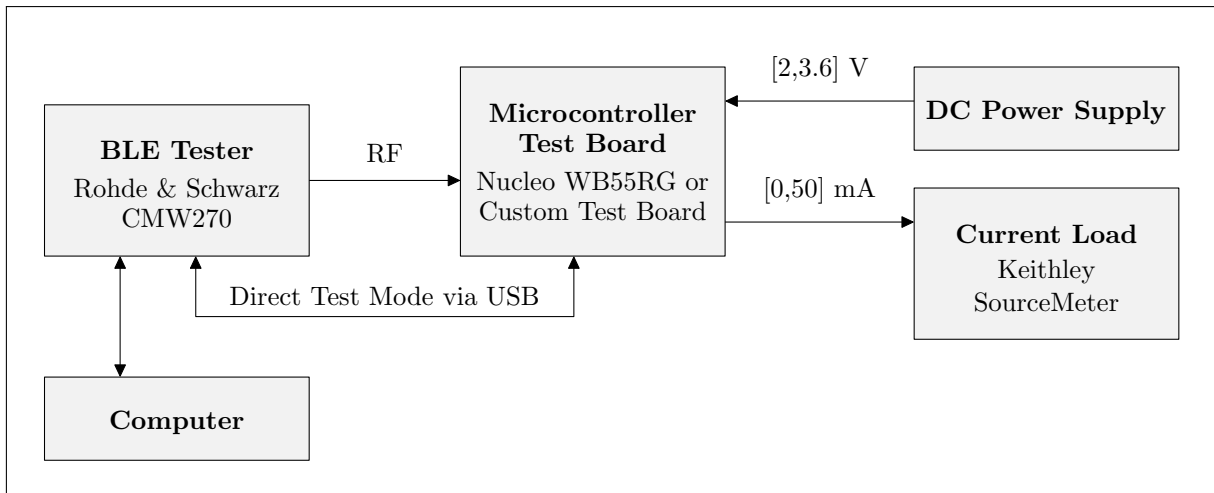 BLE Tester
Rohde & Schwarz
CMW270
RF
Microcontroller
Test Board
Nucleo WB55RG or
Custom Test Board
[2,3.6] V
DC Power Supply
[0,50] mA
Current Load
Keithley
SourceMeter
Direct Test Mode via USB
Computer